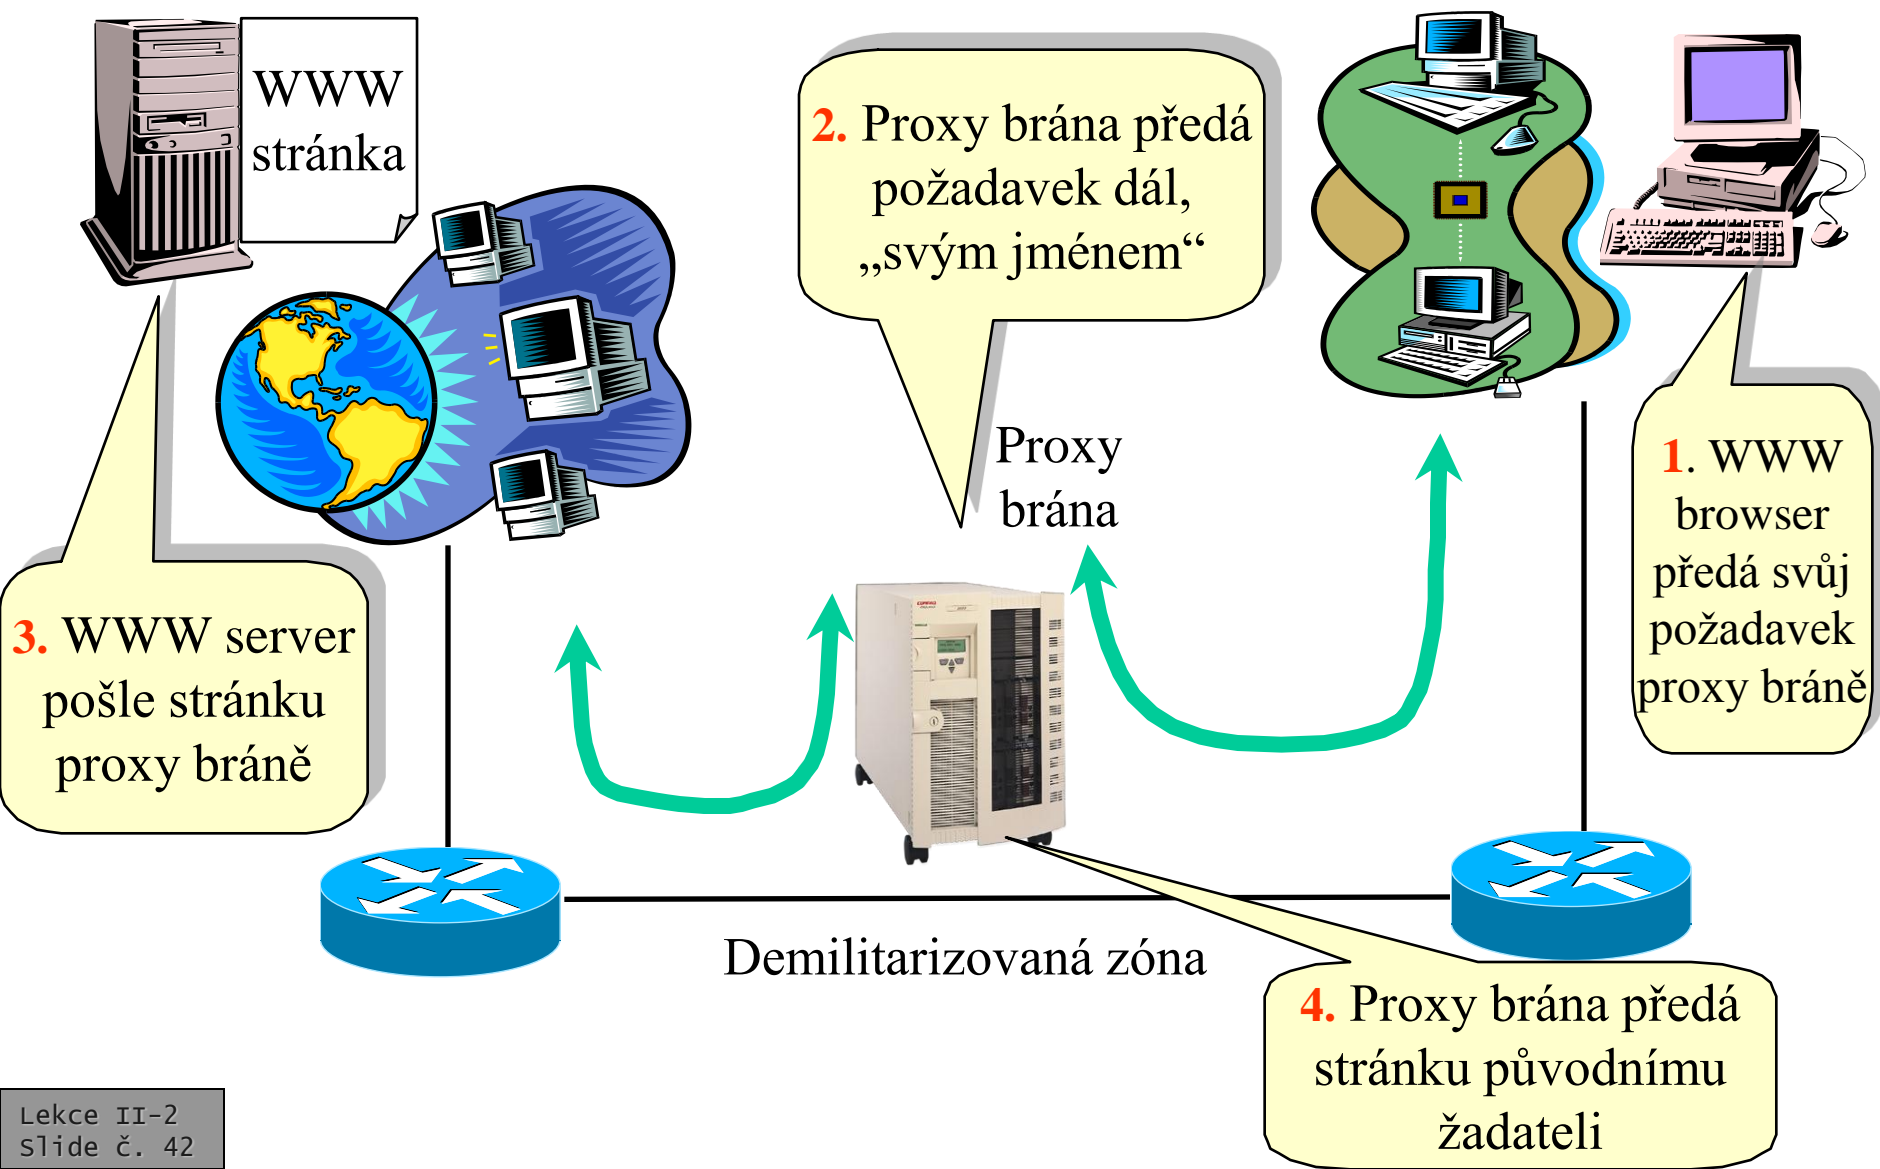 WWW
stránka
2. Proxy brána předá
požadavek dál,
„svým jménem“
Proxy
brána
1. WWW
browser
předá svůj
požadavek
proxy bráně
3. WWW server
pošle stránku
proxy bráně
Demilitarizovaná zóna
4. Proxy brána předá
stránku původnímu
žadateli
Lekce II-2
Slide č. 42